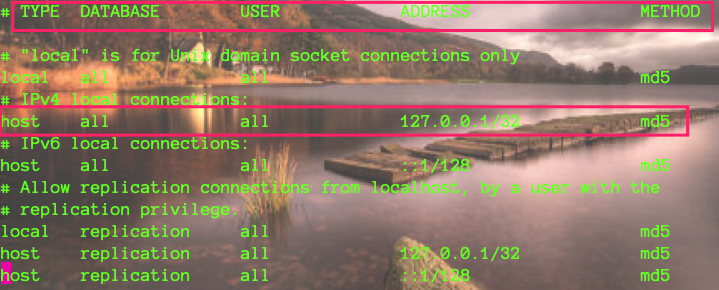 # TYPE DATABASE USER ADDRESS METHOD
# "local" is for Unix domain socket connections only
local all all md5
# IPv4 local connections:
host all all 127.0.0.1/32 md5
# IPv6 local connections:
host all all ::1/128 md5
# Allow replication connections from localhost, by a user with the
# replication privilege.
local replication all md5
host replication all 127.0.0.1/32 md5
host replication all ::1/128 md5